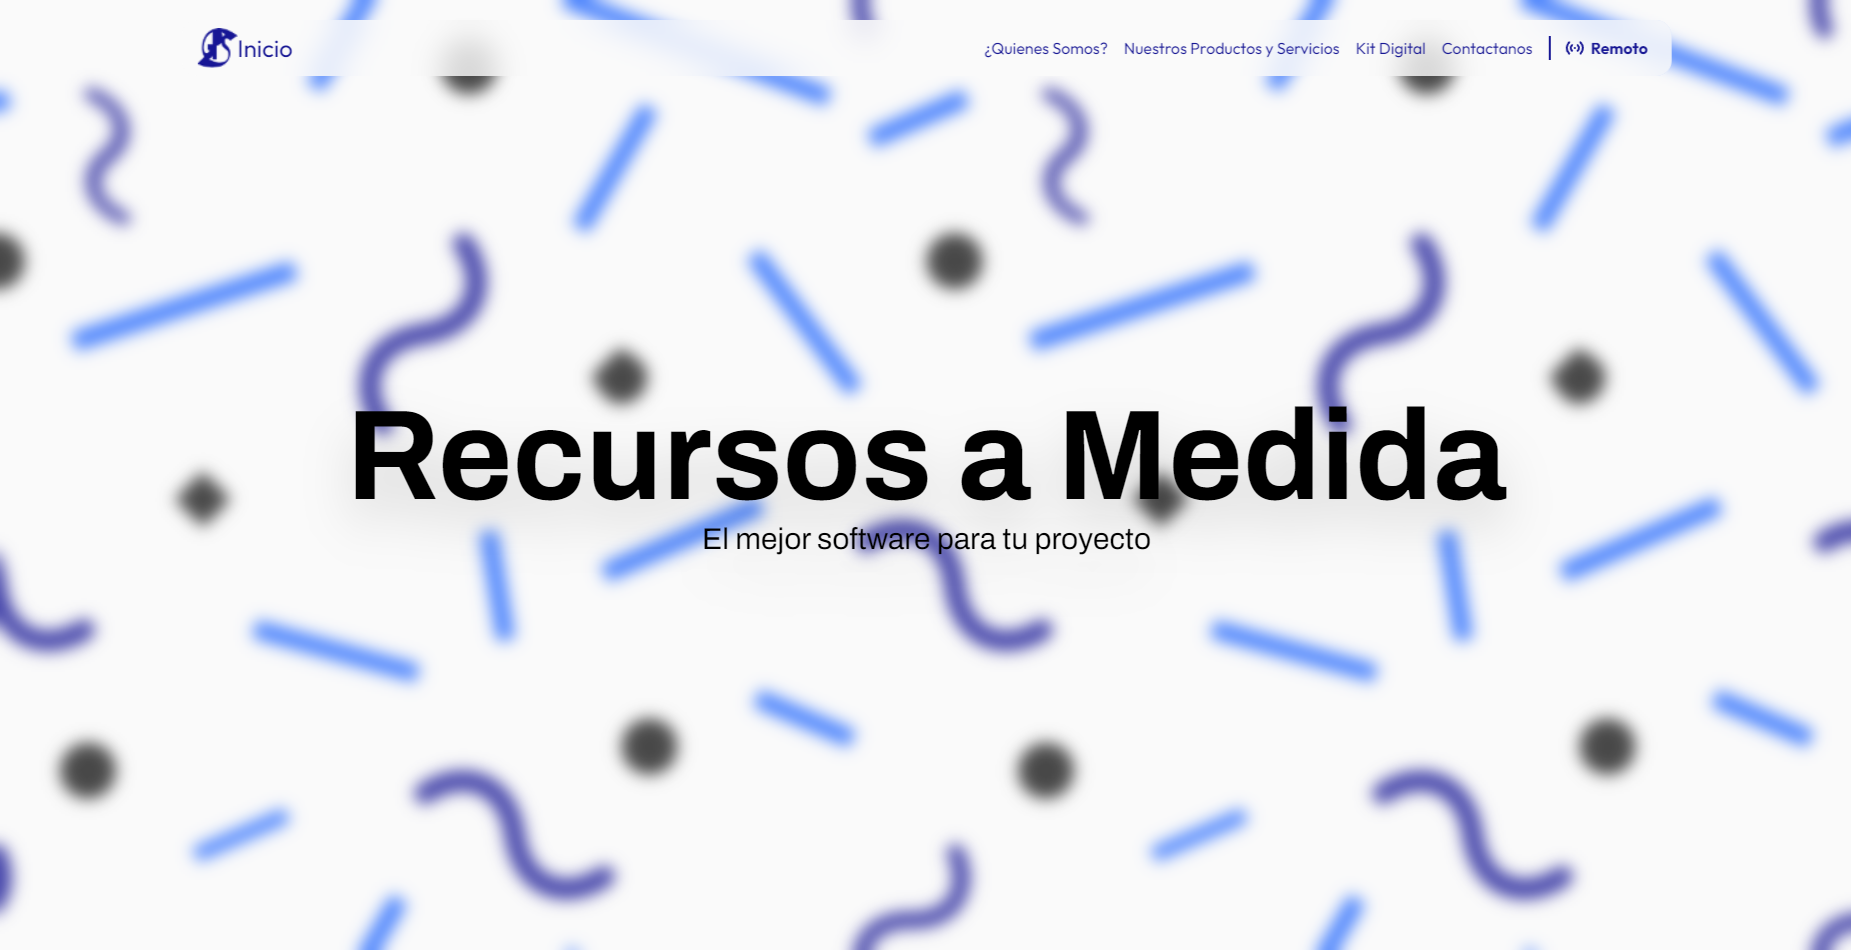 Inicio
¿Quienes Somos? Nuestros Productos y Servicios Kit Digital Contactanos Remoto
Recursos a Medida
El mejor software para tu proyecto